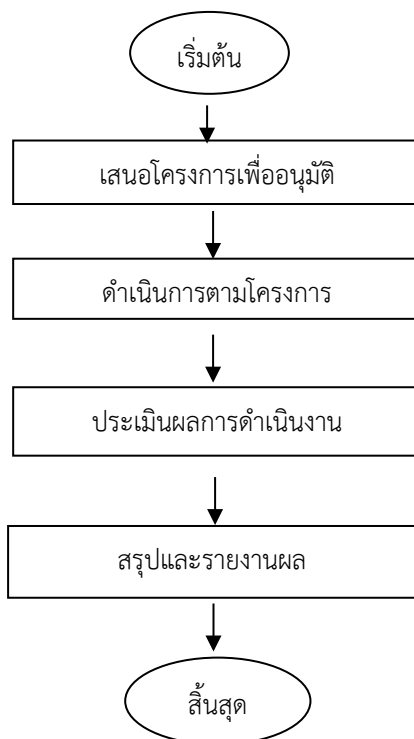 เริ่มต้น
เสนอโครงการเพื่ออนุมัติ
ดำเนินการตามโครงการ
ประเมินผลการดำเนินงาน
สรุปและรายงานผล
สิ้นสุด